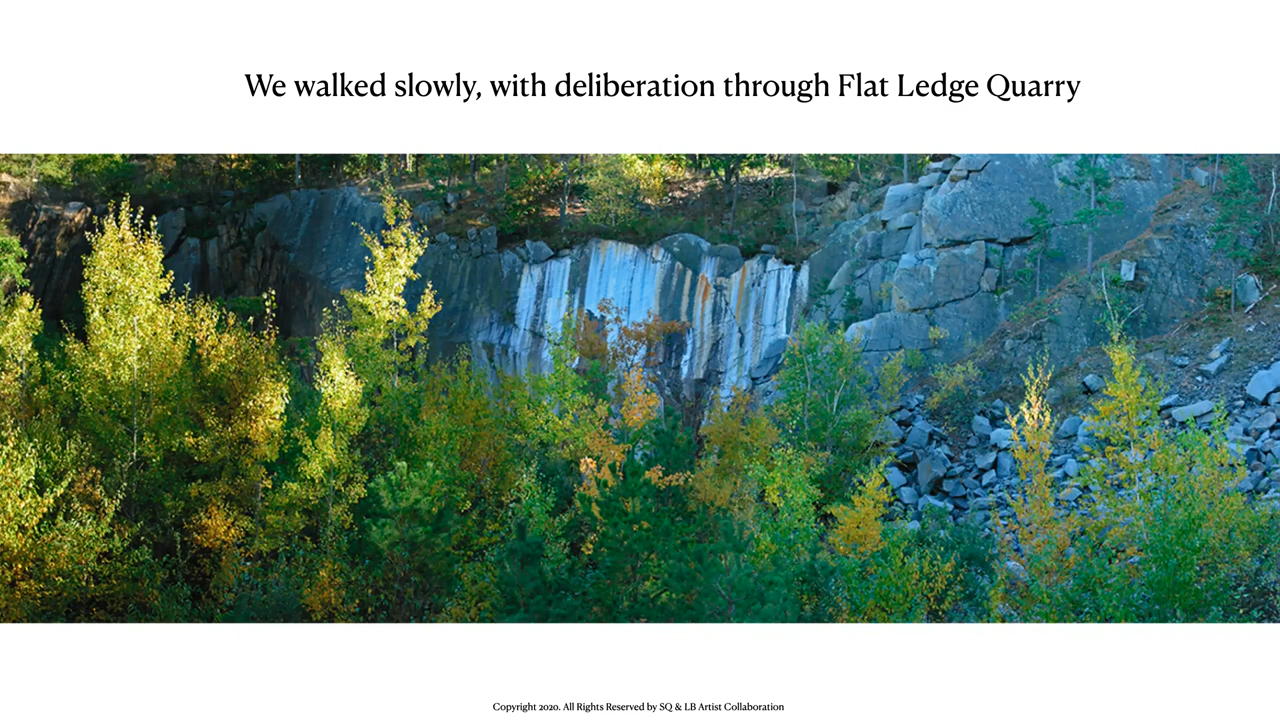 We walked slowly, with deliberation through Flat Ledge Quarry
Copyright 2020. All Rights Reserved by SQ & LB Artist Collaboration